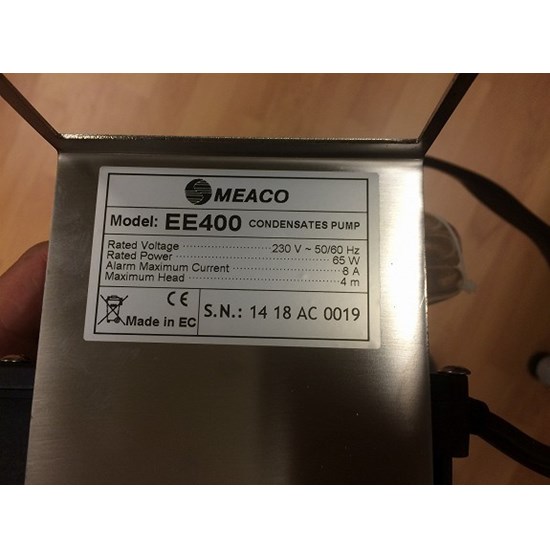 MEACO
Model: EE400 CONDENSATES PUMP
Rated Voltage 230 V ~ 50/60 Hz
Rated Power 65 W
Alarm Maximum Current 8 A
Maximum Head 4 m
CE
Made in EC
S.N.: 14 18 AC 0019